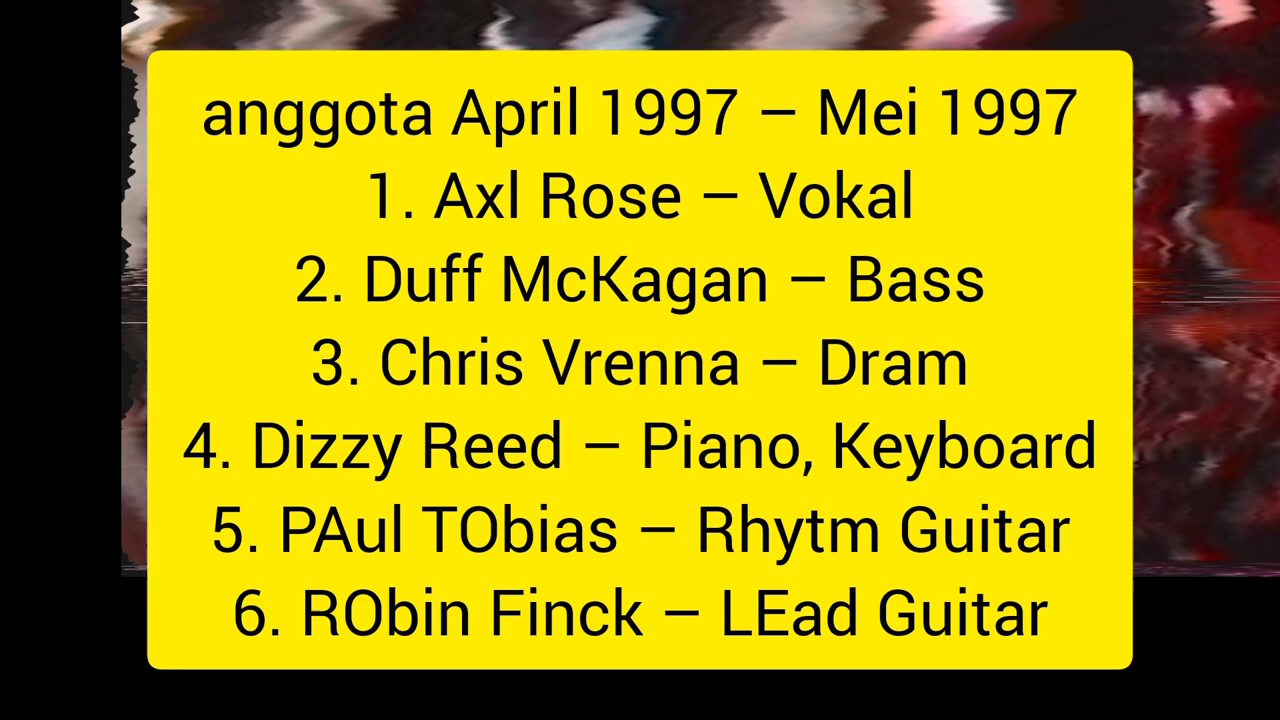 anggota April 1997 – Mei 1997
1. Axl Rose – Vokal
2. Duff McKagan – Bass
3. Chris Vrenna – Dram
4. Dizzy Reed – Piano, Keyboard
5. PAul TObias – Rhytm Guitar
6. RObin Finck – LEad Guitar